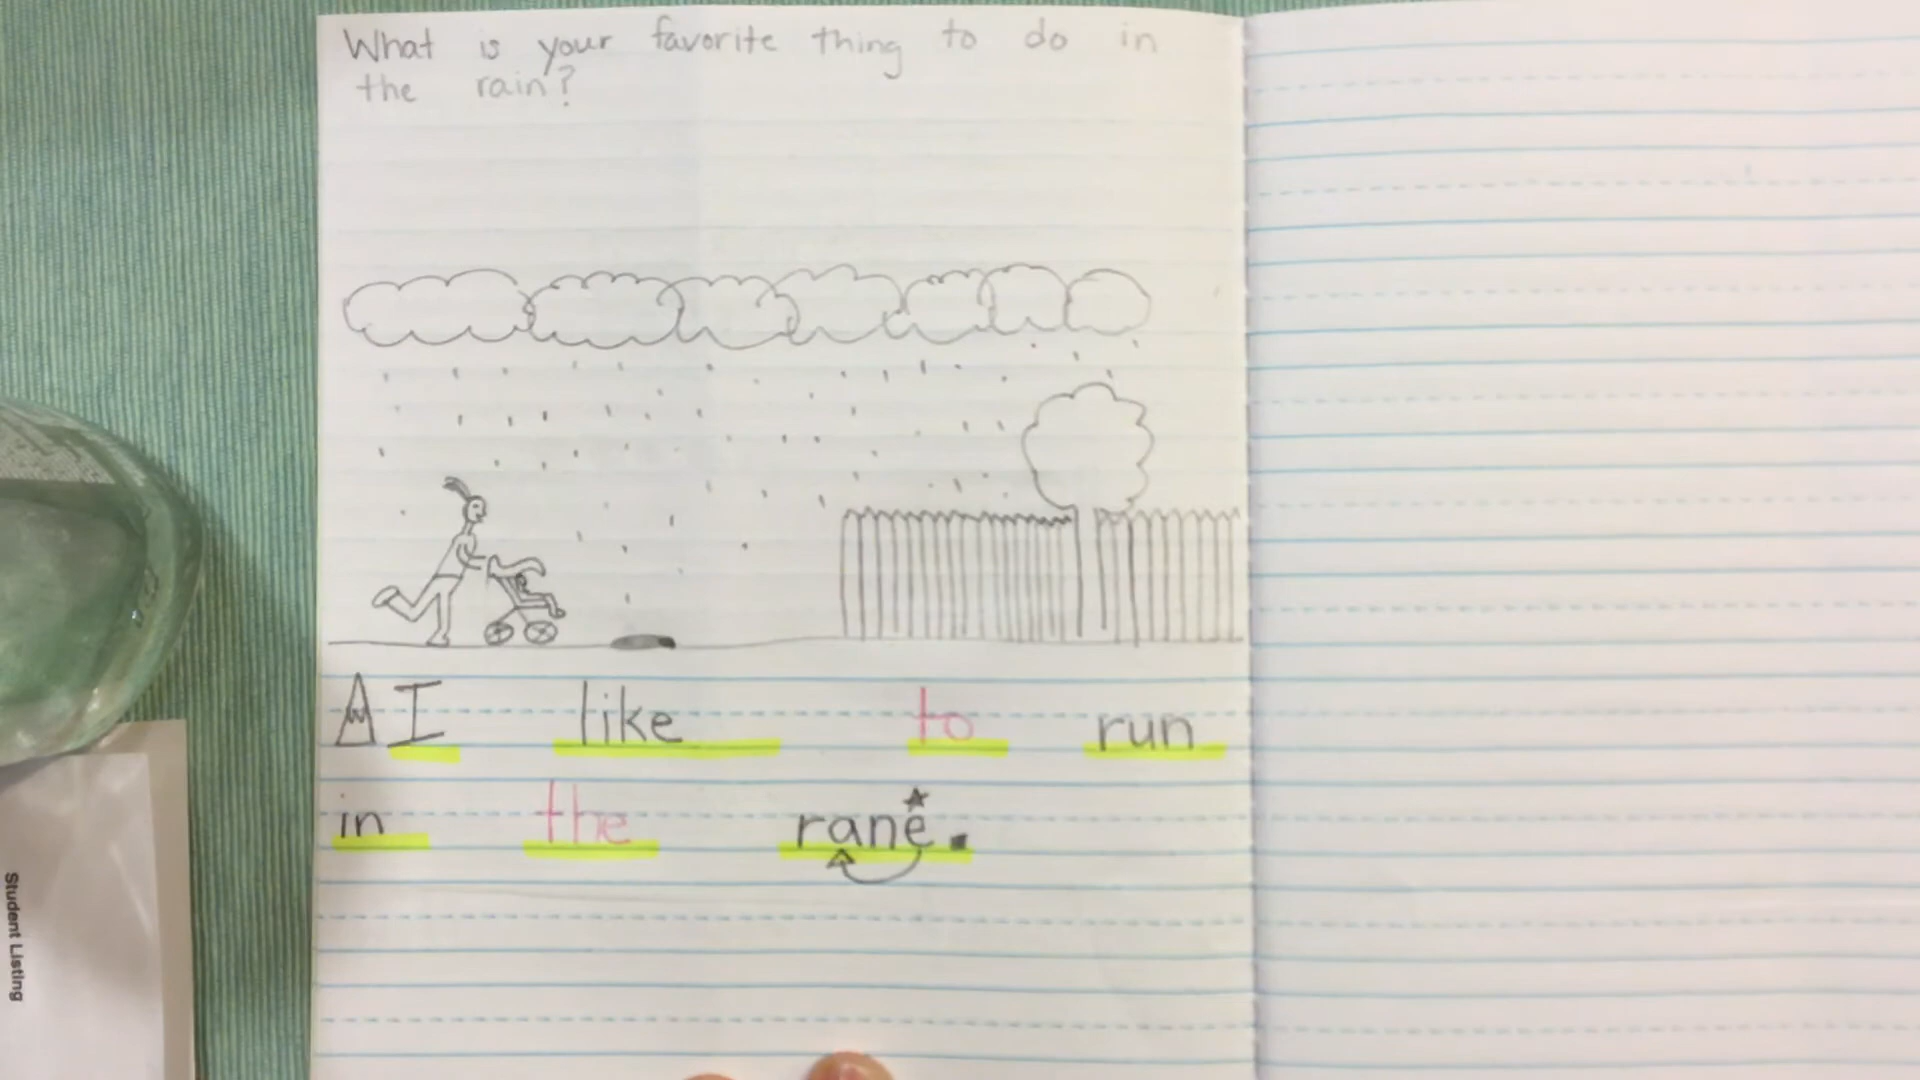 What is your favorite thing to do in
the rain?
I like to run
in the rane.
Student Listing